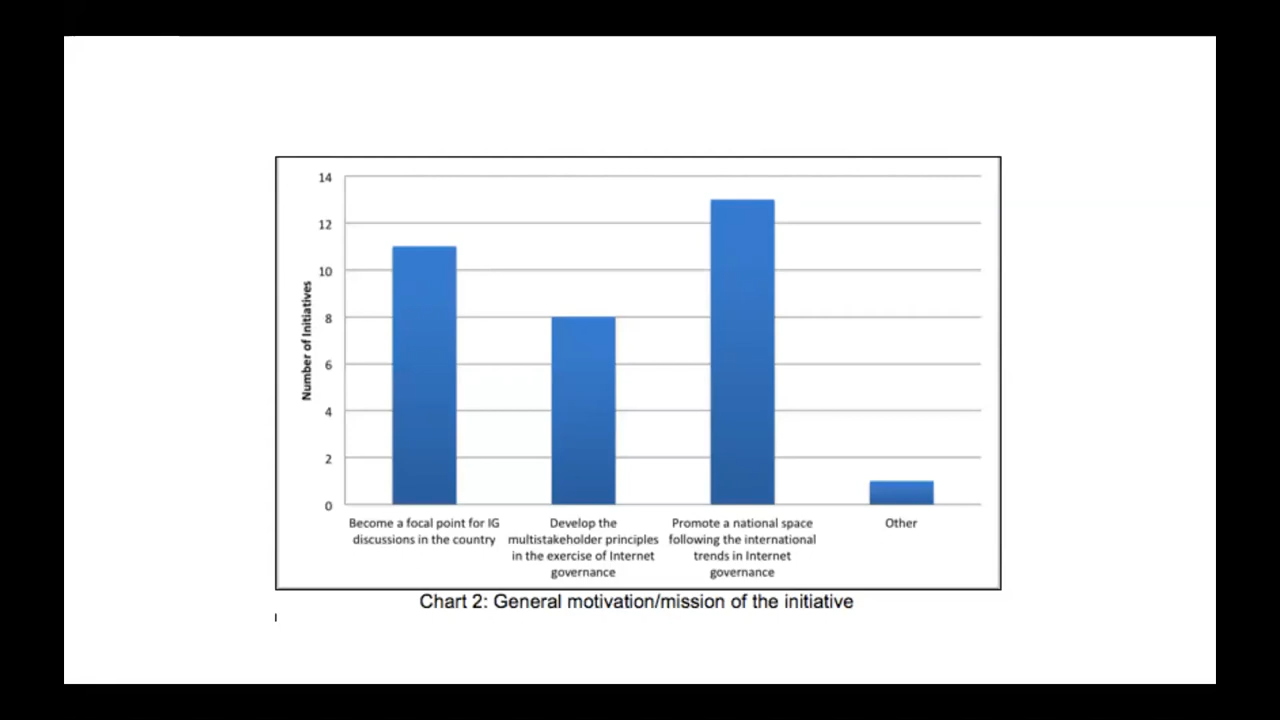 14
12
10
8
6
4
2
0
Number of Initiatives
Become a focal point for IG
discussions in the country
Develop the
multistakeholder principles
in the exercise of Internet
governance
Promote a national space
following the international
trends in Internet
governance
Other
Chart 2: General motivation/mission of the initiative